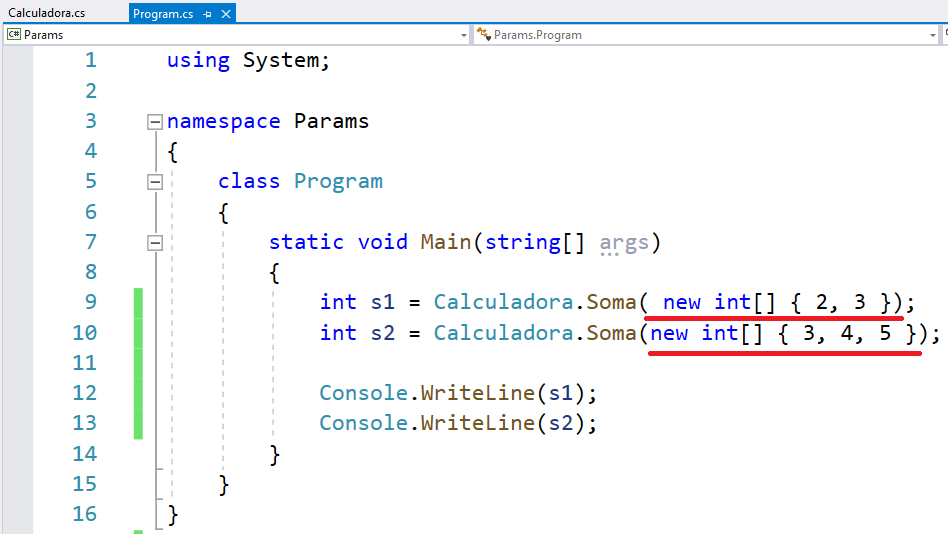 Calculadora.cs Program.cs
C# Params Params.Program
1 using System;
2
3 namespace Params
4 {
5 class Program
6 {
7 static void Main(string[] args)
8 {
9 int s1 = Calculadora.Soma( new int[] { 2, 3 });
10 int s2 = Calculadora.Soma(new int[] { 3, 4, 5 });
11
12 Console.WriteLine(s1);
13 Console.WriteLine(s2);
14 }
15 }
16 }